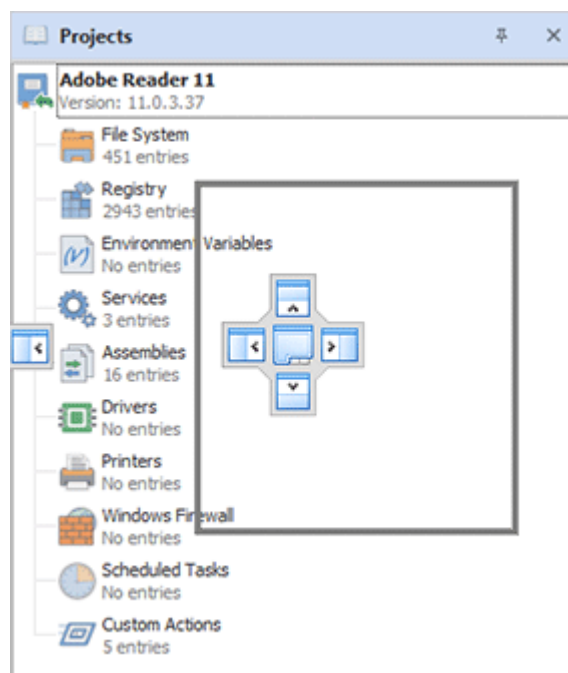 Projects
Adobe Reader 11
Version: 11.0.3.37
File System
451 entries
Registry
2943 entries
Environment Variables
No entries
Services
3 entries
Assemblies
16 entries
Drivers
No entries
Printers
No entries
Windows Firewall
No entries
Scheduled Tasks
No entries
Custom Actions
5 entries